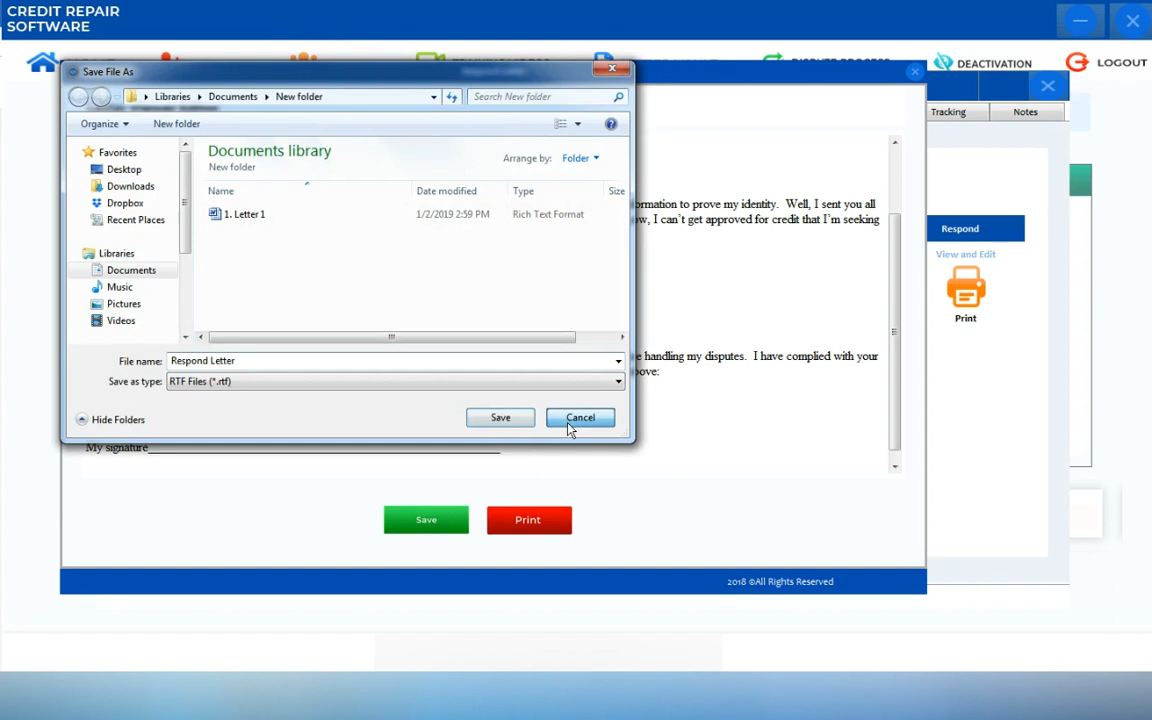 CREDIT REPAIR
SOFTWARE
DEACTIVATION
LOGOUT
Save File As
Libraries
Documents
New folder
Search New folder
Organize
New folder
Favorites
Desktop
Downloads
Dropbox
Recent Places
Libraries
Documents
Music
Pictures
Videos
Documents library
New folder
Arrange by: Folder
Name
Date modified
Type
Size
1. Letter1
1/2/2019 2:59 PM
Rich Text Format
File name: Respond Letter
Save as type: RTF Files (*.rtf)
Hide Folders
Save
Cancel
Tracking
Notes
to prove my identity. Well, I sent you all
I can't get approved for credit that I'm seeking
handling my disputes. I have complied with your
My signature
Respond
View and Edit
Print
Save
Print
2018 ©All Rights Reserved